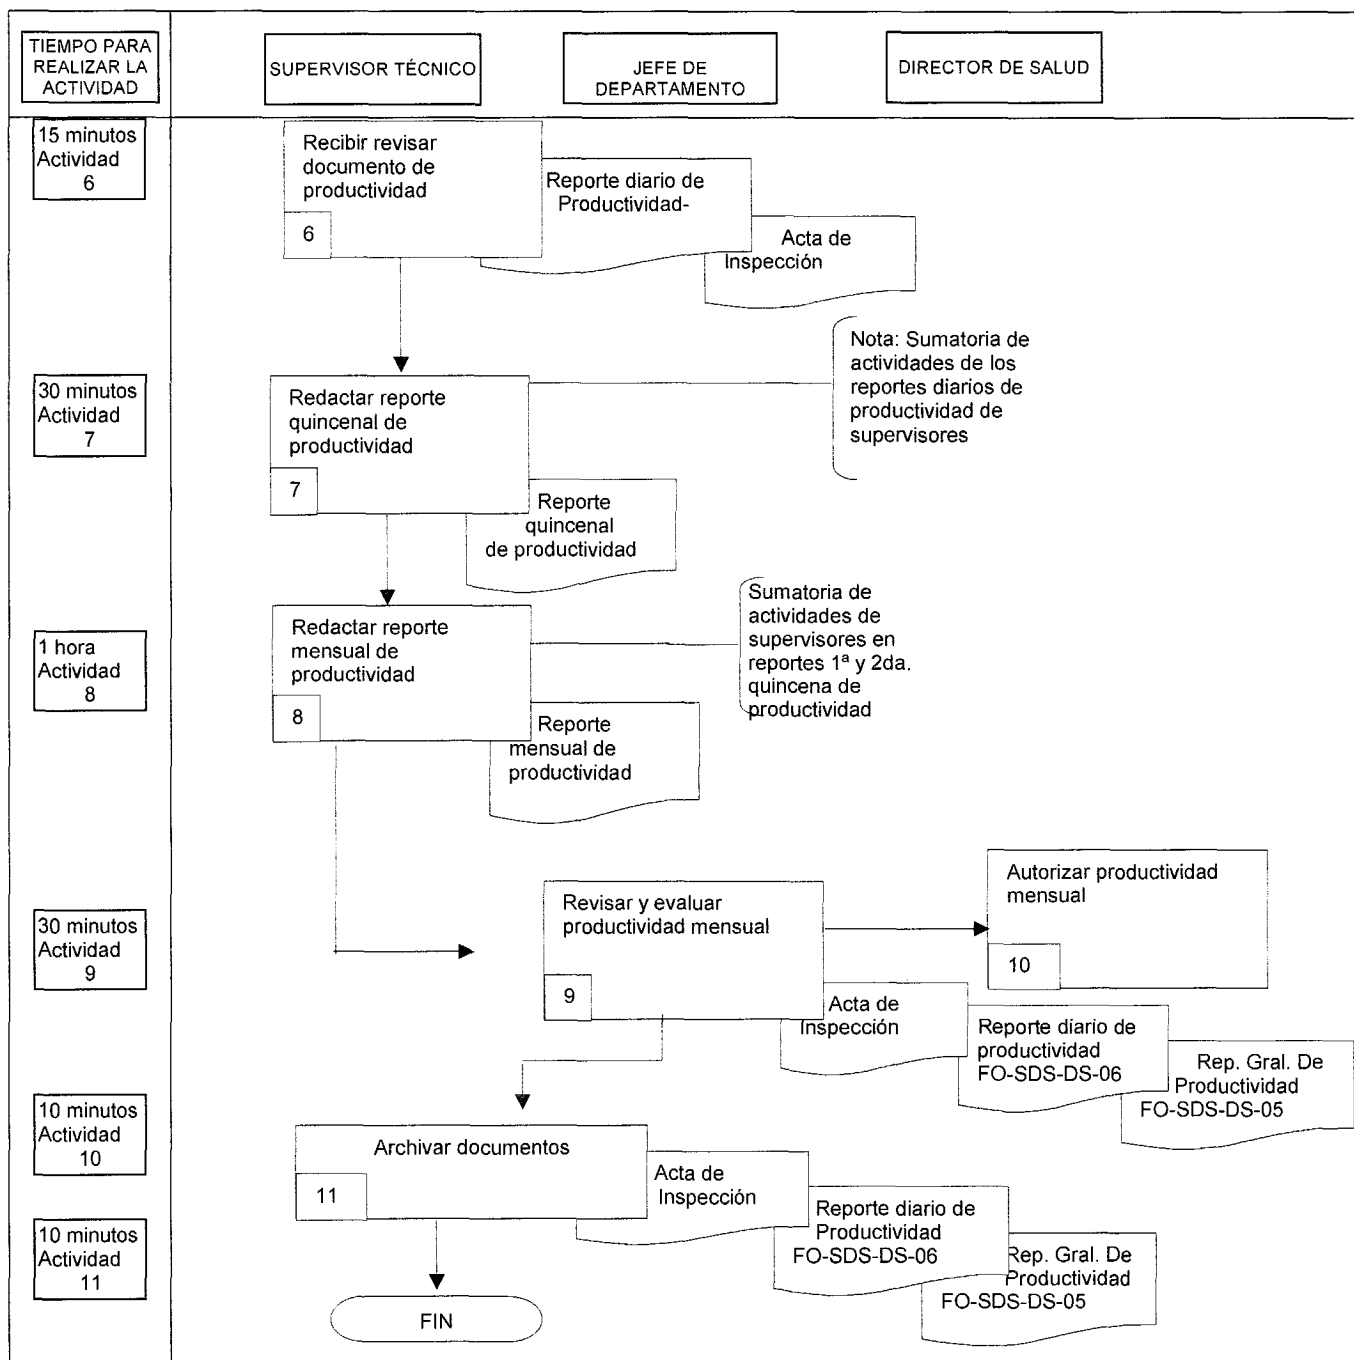 TIEMPO PARA
REALIZAR LA
ACTIVIDAD
SUPERVISOR TÉCNICO
JEFE DE
DEPARTAMENTO
DIRECTOR DE SALUD
15 minutos
Actividad
6
Recibir revisar
documento de
productividad
6
Reporte diario de
Productividad-
Acta de
Inspección
30 minutos
Actividad
7
Redactar reporte
quincenal de
productividad
7
Reporte
quincenal
de productividad
Nota: Sumatoria de
actividades de los
reportes diarios de
productividad de
supervisores
1 hora
Actividad
8
Redactar reporte
mensual de
productividad
8
Reporte
mensual de
productividad
Sumatoria de
actividades de
supervisores en
reportes 1ª y 2da.
quincena de
productividad
30 minutos
Actividad
9
Revisar y evaluar
productividad mensual
9
Autorizar productividad
mensual
10
Acta de
Inspección
Reporte diario de
productividad
FO-SDS-DS-06
Rep. Gral. De
Productividad
FO-SDS-DS-05
10 minutos
Actividad
10
Archivar documentos
11
Acta de
Inspección
Reporte diario de
Productividad
FO-SDS-DS-06
Rep. Gral. De
Productividad
FO-SDS-DS-05
10 minutos
Actividad
11
FIN